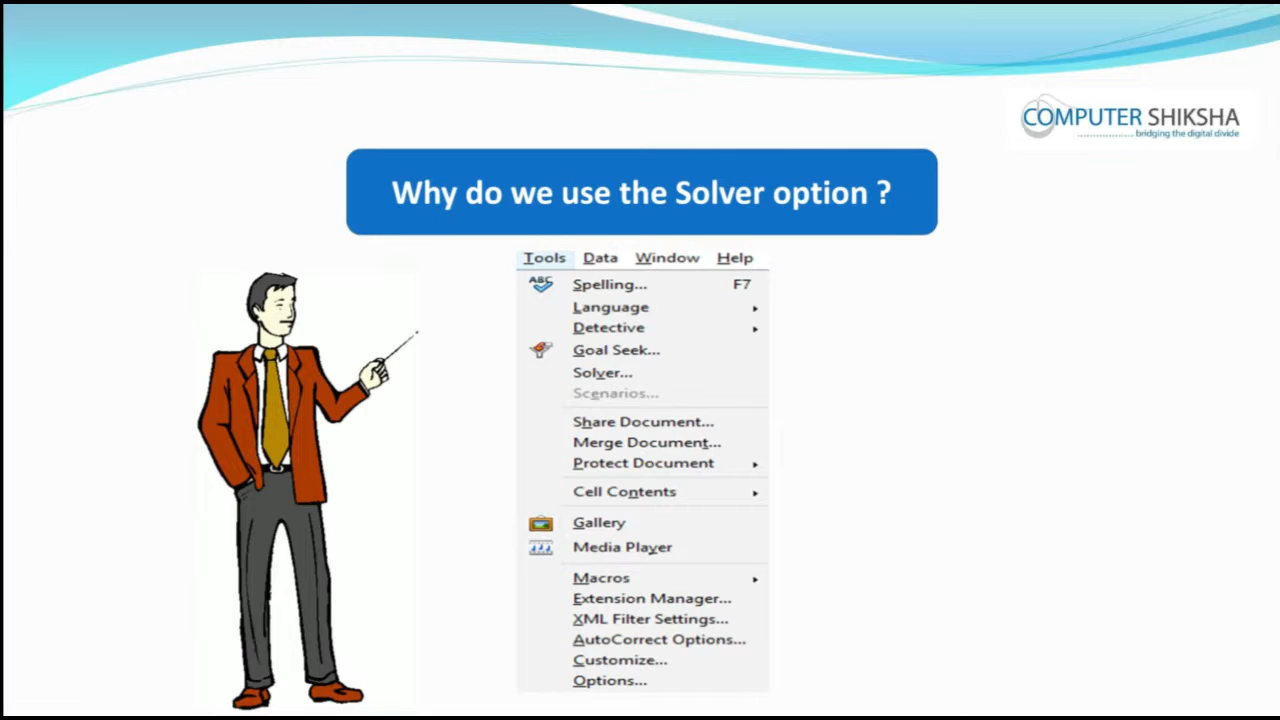 COMPUTER SHIKSHA
bridging the digital divide
Why do we use the Solver option ?
Tools Data Window Help
ABC Spelling... F7
Language
Detective
Goal Seek...
Solver...
Scenarios...
Share Document...
Merge Document...
Protect Document
Cell Contents
Gallery
Media Player
Macros
Extension Manager...
XML Filter Settings...
AutoCorrect Options...
Customize...
Options...